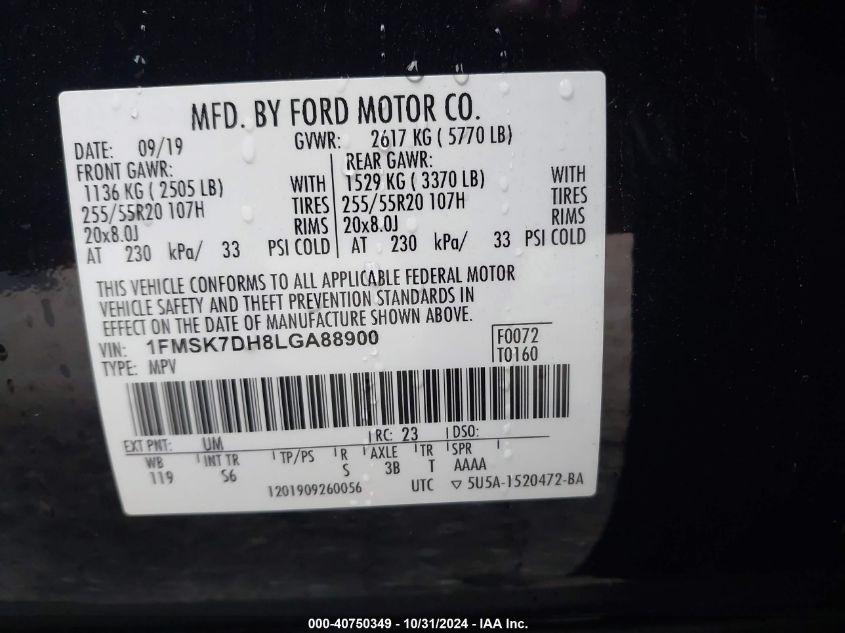 MFD. BY FORD MOTOR CO.
DATE: 09/19 GVWR: 2617 KG ( 5770 LB)
FRONT GAWR: REAR GAWR:
1136 KG ( 2505 LB) WITH 1529 KG ( 3370 LB) WITH
255/55R20 107H TIRES 255/55R20 107H TIRES
20x8.0J RIMS 20x8.0J RIMS
AT 230 kPa/ 33 PSI COLD AT 230 kPa/ 33 PSI COLD
THIS VEHICLE CONFORMS TO ALL APPLICABLE FEDERAL MOTOR
VEHICLE SAFETY AND THEFT PREVENTION STANDARDS IN
EFFECT ON THE DATE OF MANUFACTURE SHOWN ABOVE.
VIN: 1FMSK7DH8LGA88900 F0072
TYPE: MPV T0160
EXT PNT: UM RC: 23 DSO:
WB INT TR TP/PS R AXLE TR SPR
119 S6 S 3B T AAAA
1201909260056 UTC ▽ 5U5A-1520472-BA
000-40750349 - 10/31/2024 - IAA Inc.